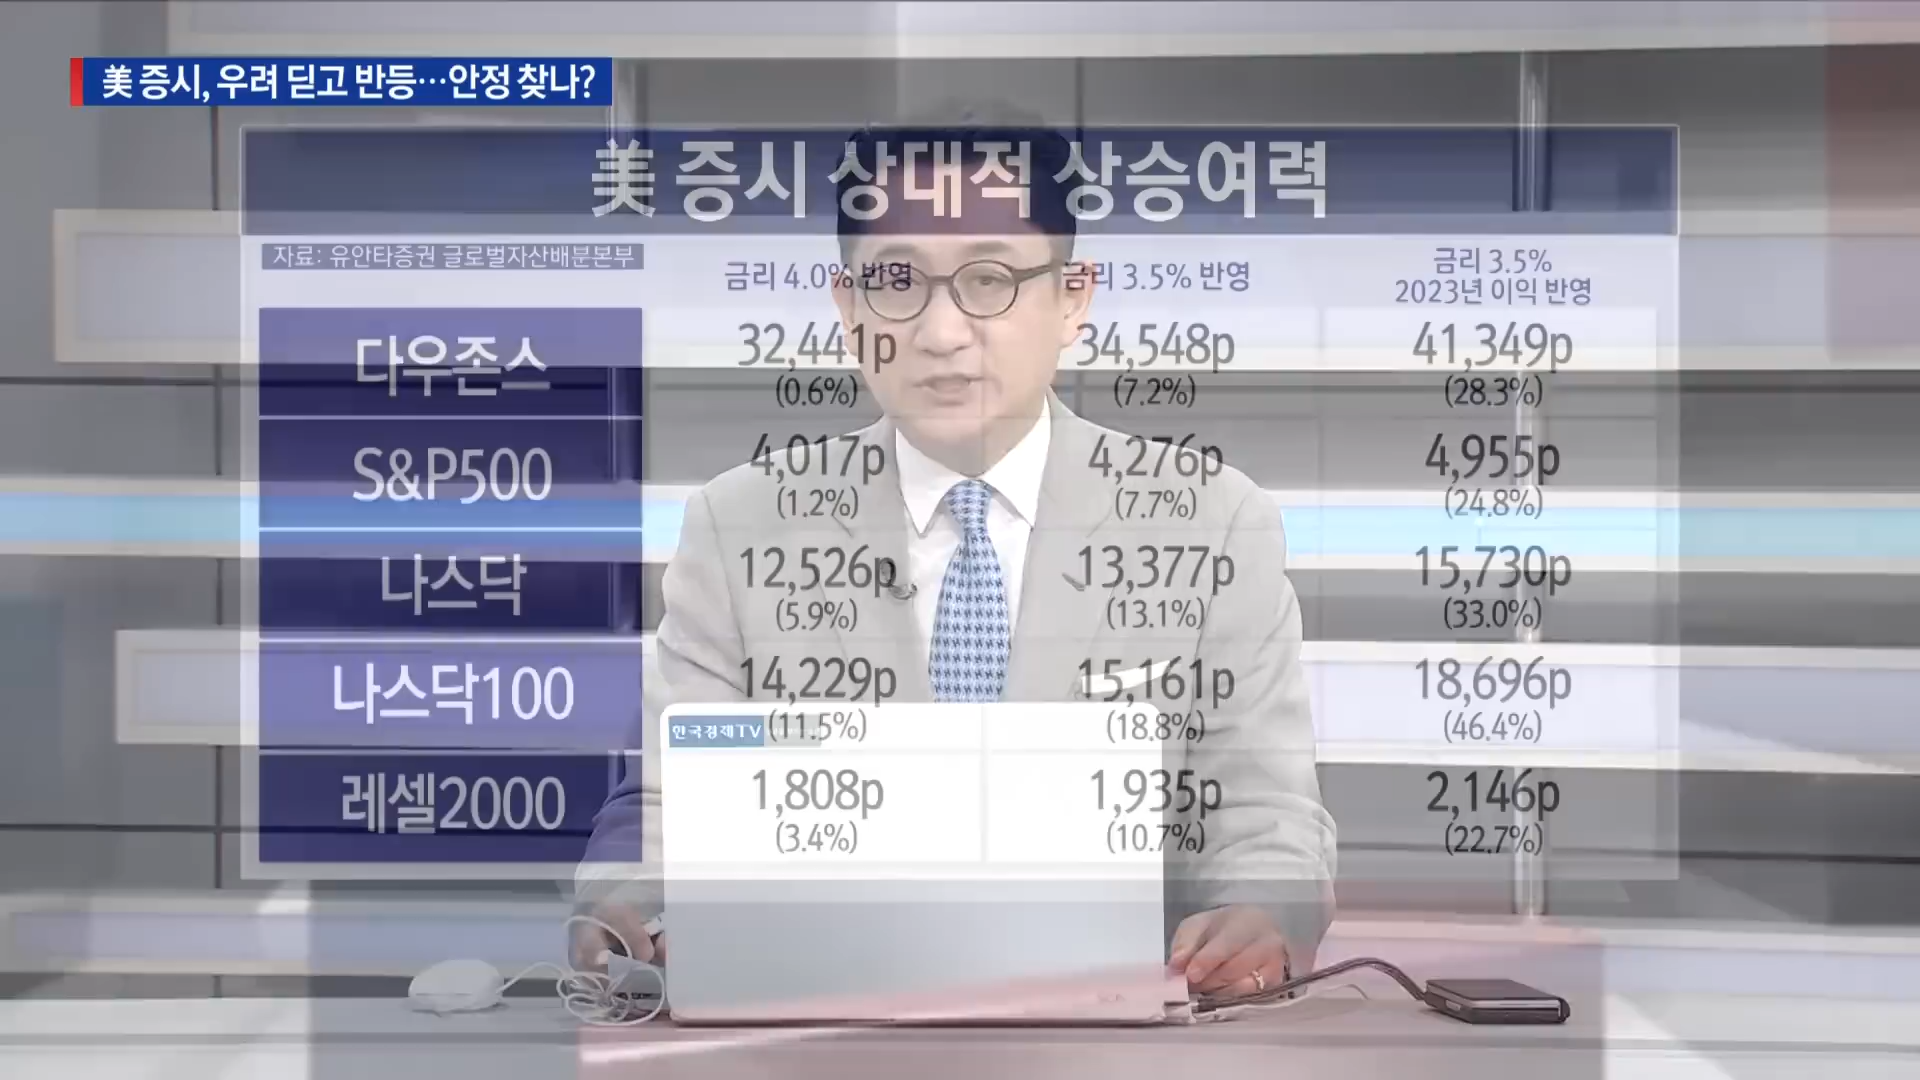 美 증시, 우려 딛고 반등…안정 찾나?
美 증시 상대적 상승여력
자료: 유안타증권 글로벌자산배분본부
금리 4.0% 반영
금리 3.5% 반영
금리 3.5%
2023년 이익 반영
다우존스
32,441p
34,548p
41,349p
(0.6%)
(7.2%)
(28.3%)
S&P500
4,017p
4,276p
4,955p
(1.2%)
(7.7%)
(24.8%)
나스닥
12,526p
13,377p
15,730p
(5.9%)
(13.1%)
(33.0%)
나스닥100
14,229p
15,161p
18,696p
한국경제TV
(11.5%)
(18.8%)
(46.4%)
레셀2000
1,808p
1,935p
2,146p
(3.4%)
(10.7%)
(22.7%)